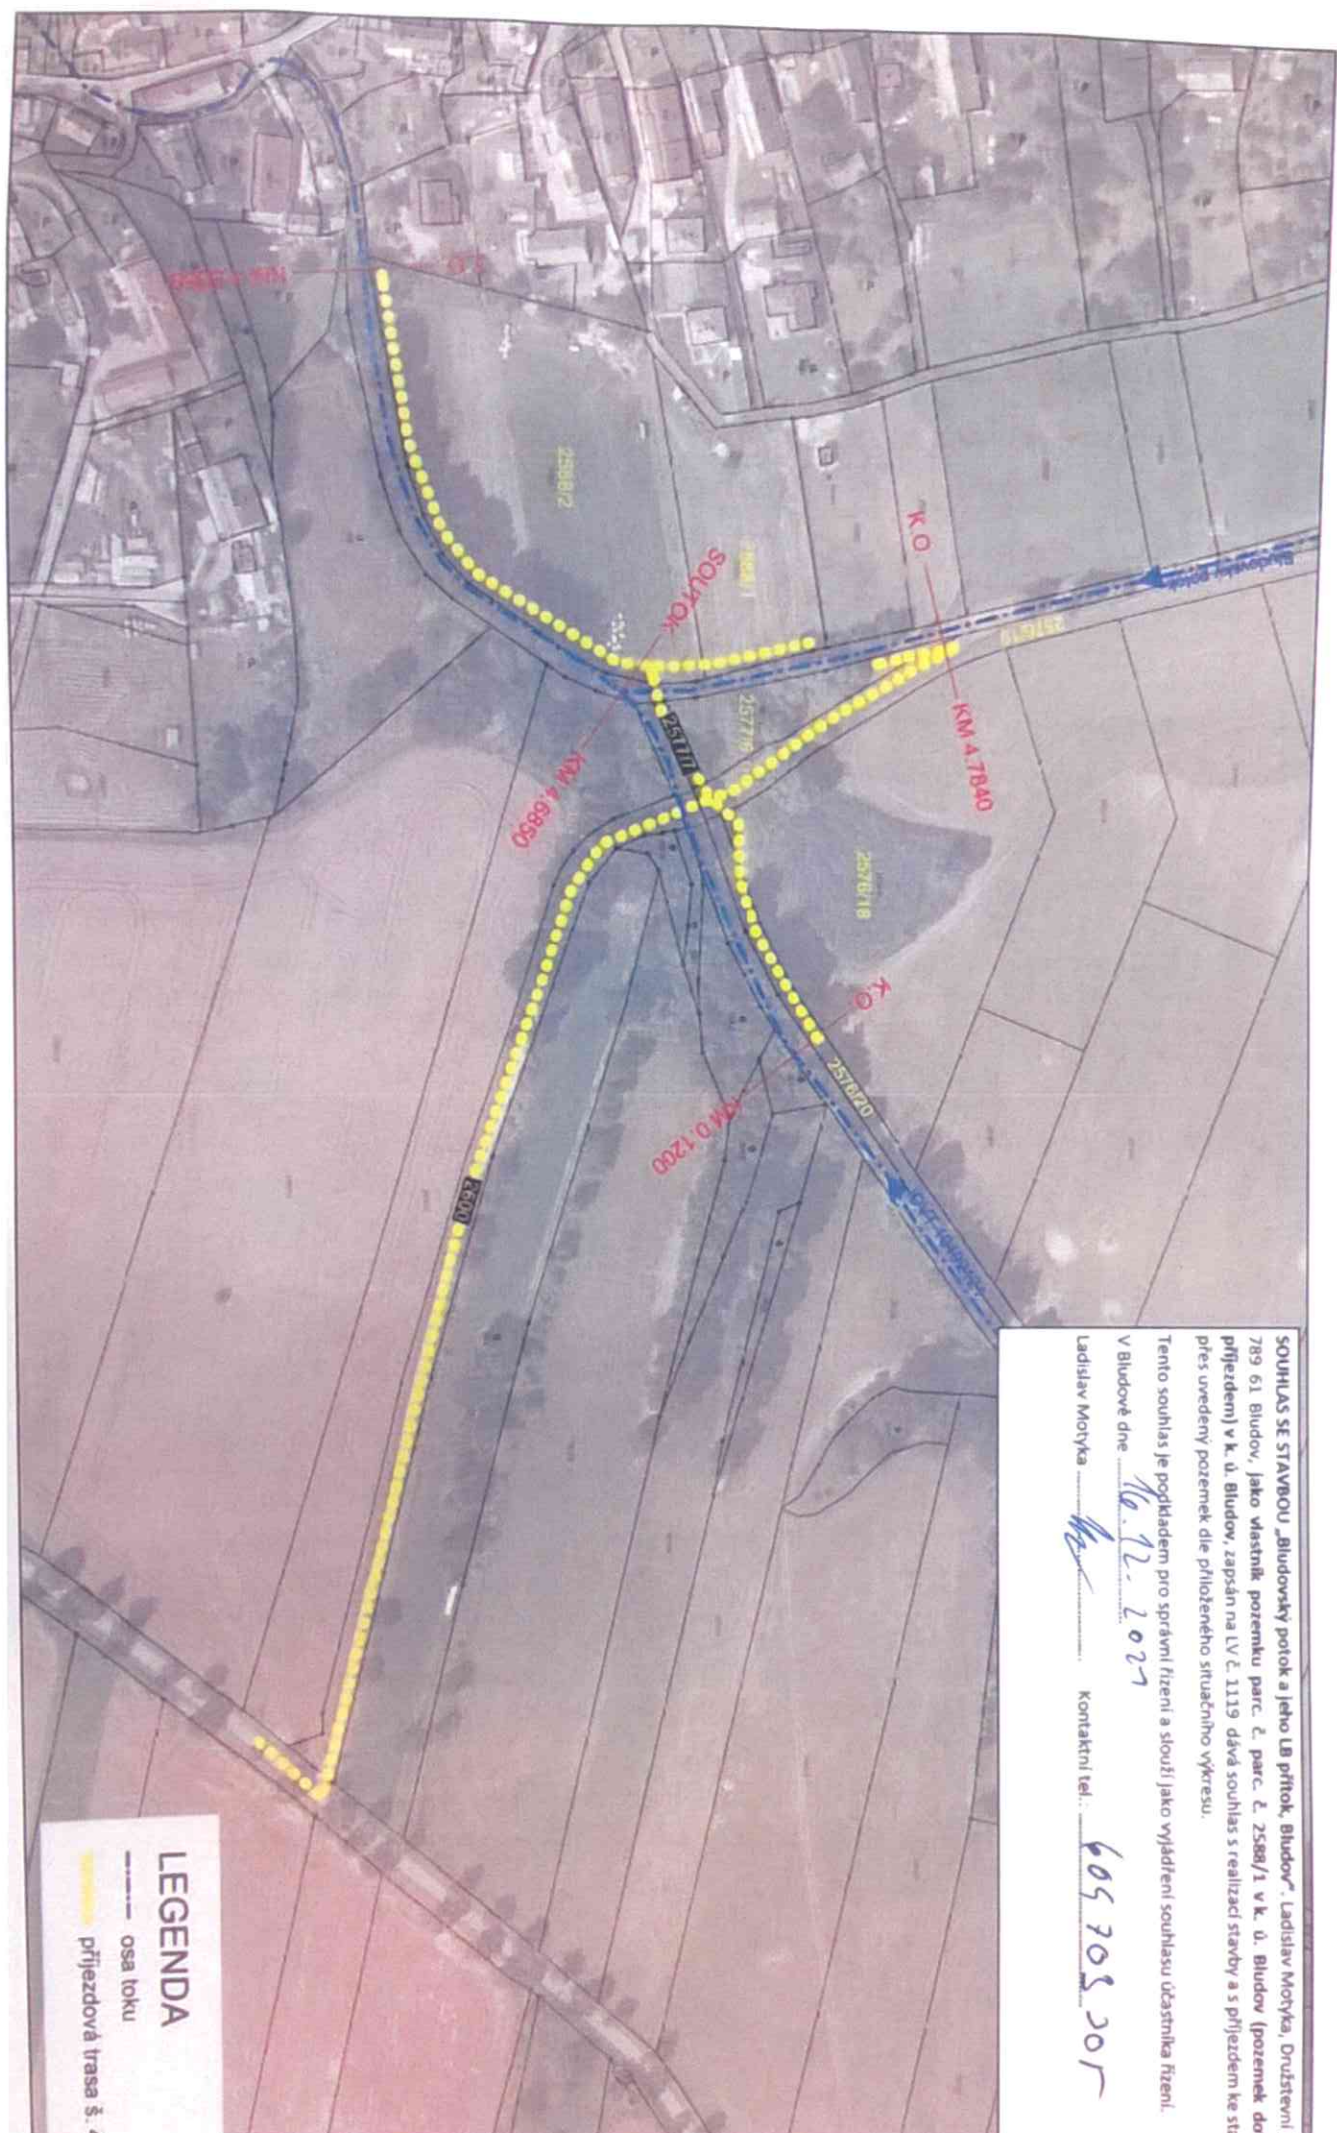 SOUHLAS SE STAVBOU „Bludovský potok a jeho LB přítok, Bludov“. Ladislav Motyka, Družstevní
789 61 Bludov, jako vlastník pozemku parc. č. parc. č. 2588/1 v k. ú. Bludov (pozemek do
příjezdem) v k. ú. Bludov, zapsán na LV č. 1119 dává souhlas s realizací stavby a s příjezdem ke sta
přes uvedený pozemek dle přiloženého situačního výkresu.
Tento souhlas je podkladem pro správní řízení a slouží jako vyjádření souhlasu účastníka řízení.
V Bludově dne 16.12.2021
Ladislav Motyka Kontaktní tel.:
Bludovský potok
2576/19
K.O.
KM 4.7840
2588/1
2588/2
SOUTOK
2577/6
2577/7
KM 4.6850
2576/18
K.O.
2576/20
KM 0.1200
2600
LEGENDA
osa toku
příjezdová trasa š.